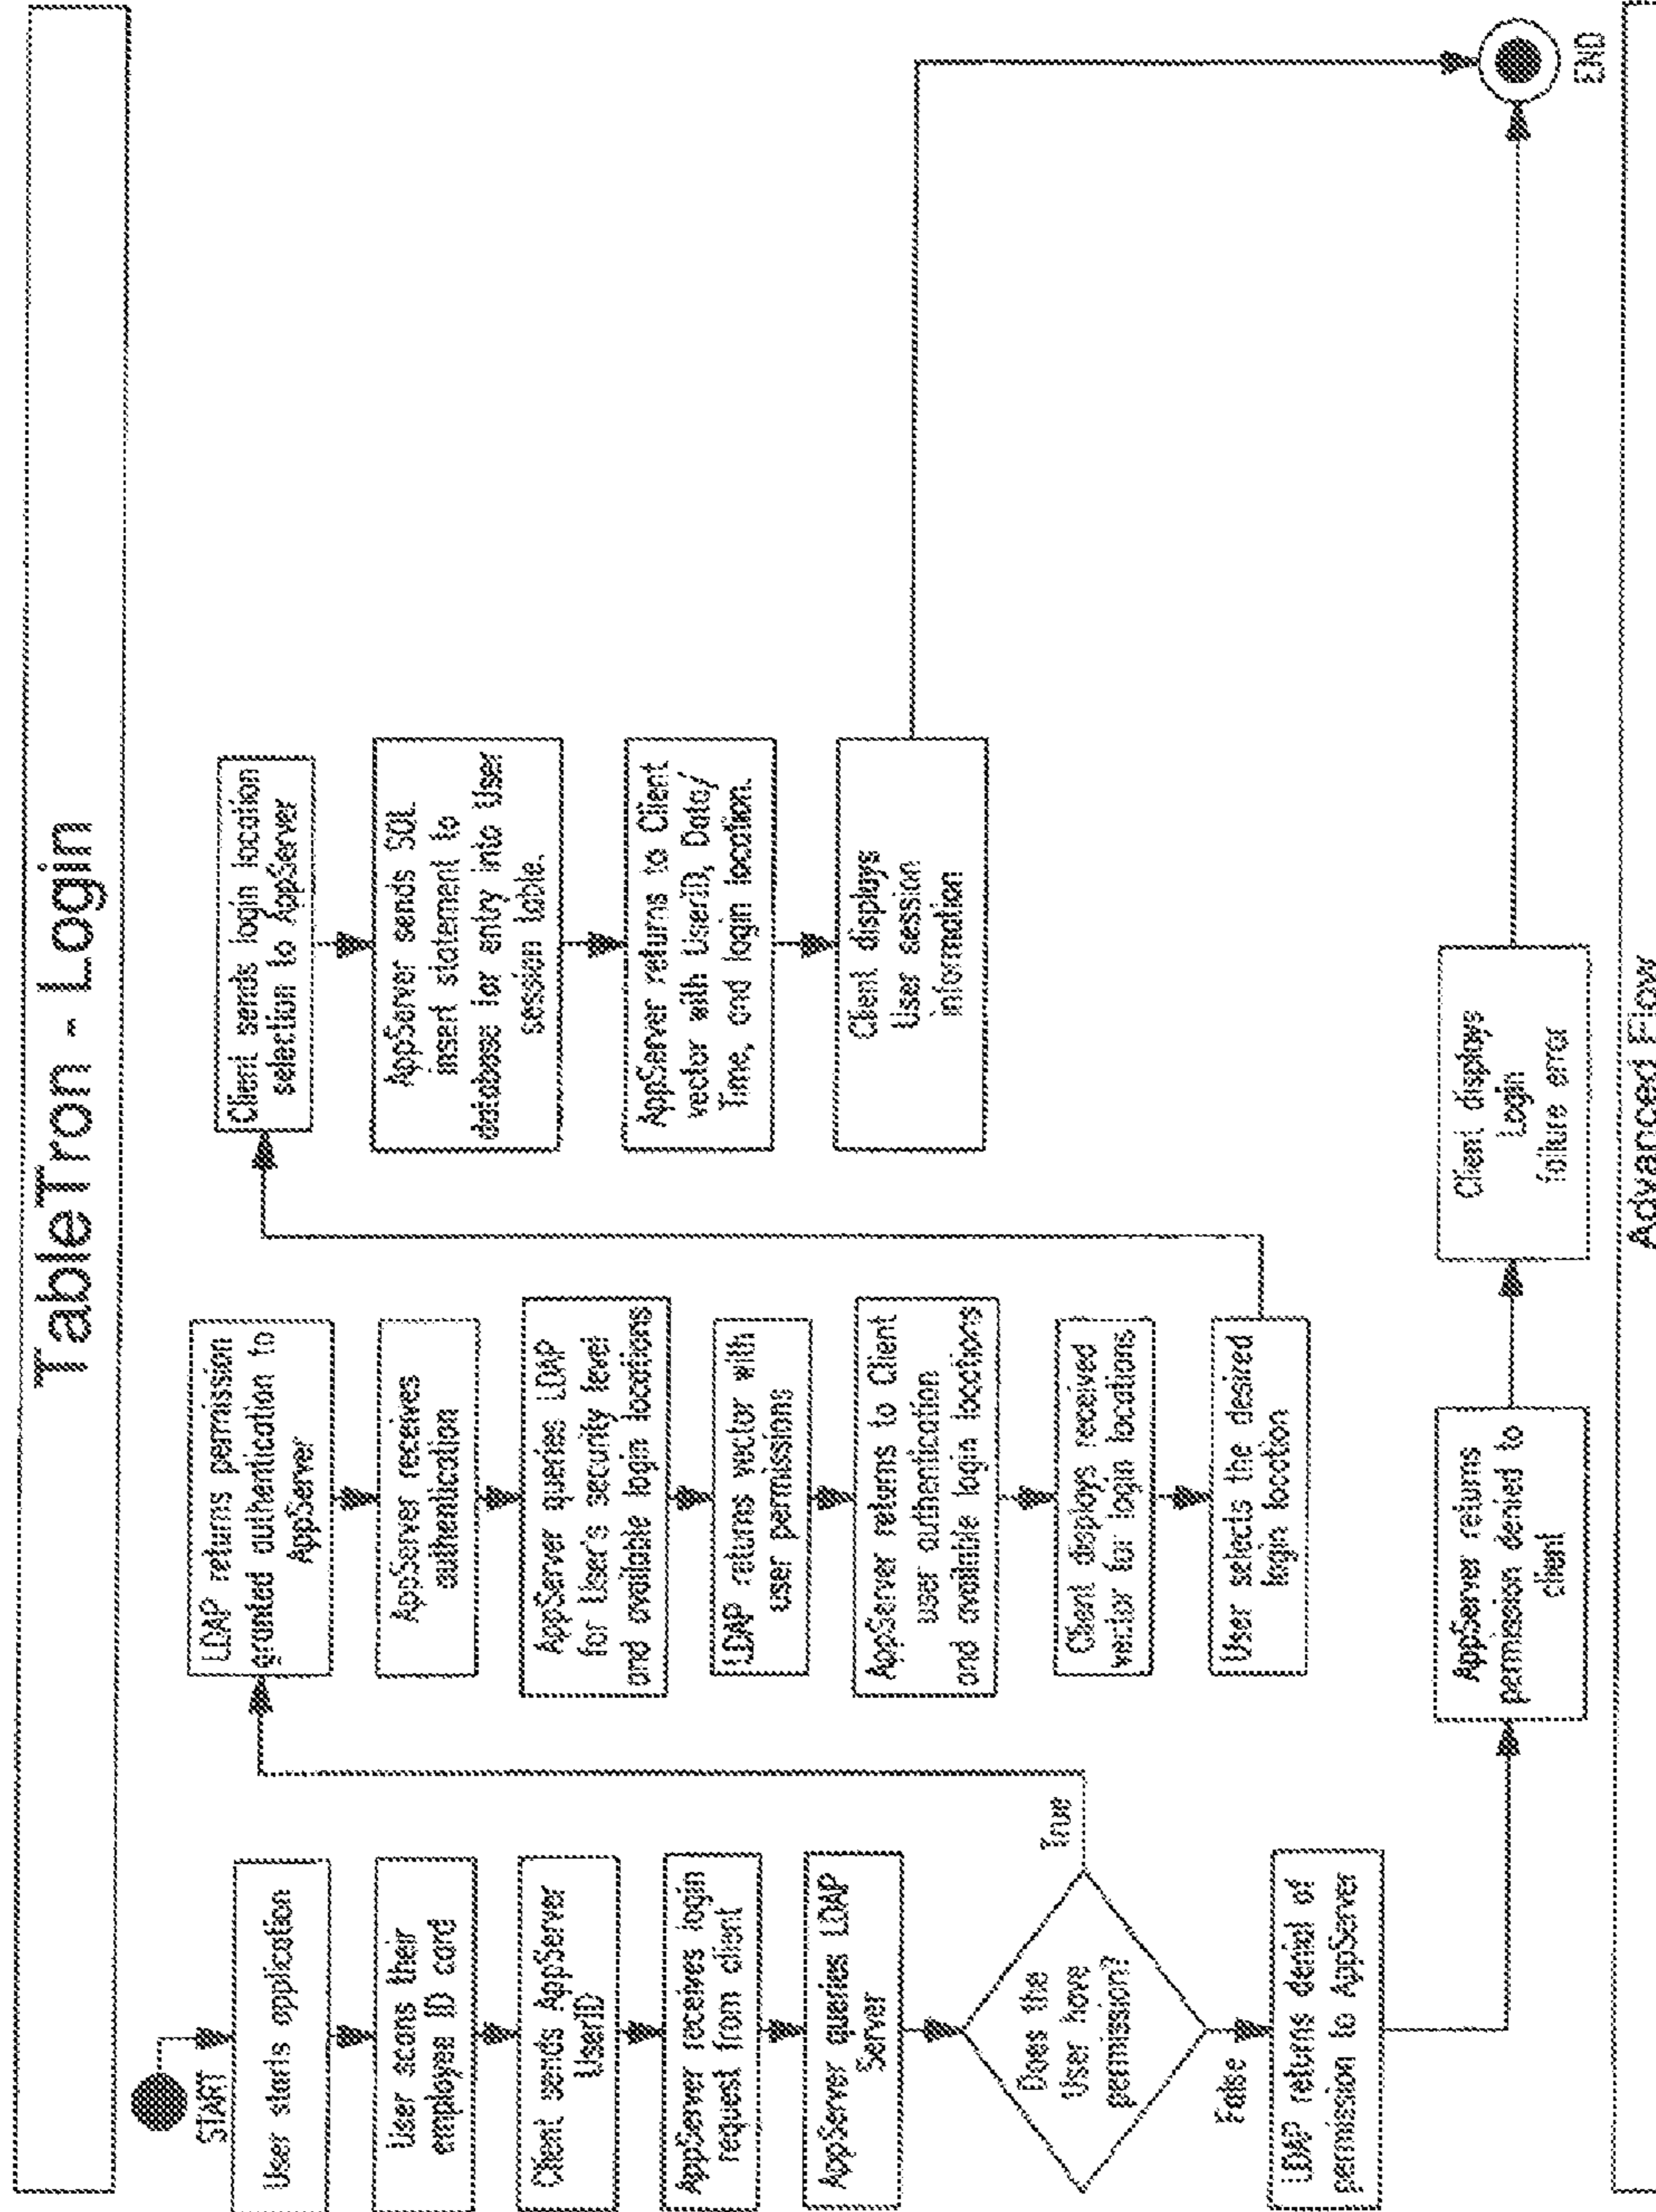 TableTron - Login
START
User starts application
User scans their
employee ID card
Client sends AppServer
UserID
AppServer receives login
request from client
AppServer queries LDAP
Server
Does the
User have
permission?
True
False
LDAP returns denial of
permission to AppServer
LDAP returns permission
granted authentication to
AppServer
AppServer receives
authentication
AppServer queries LDAP
for User's security level
and available login locations
LDAP returns vector with
user permissions
AppServer returns to Client
user authentication
and available login locations
Client deploys received
vector for login locations
User selects the desired
login location
AppServer returns
permission denied to
client
Client sends login location
selection to AppServer
AppServer sends SQL
insert statement to
database for entry into User
session table.
AppServer returns to Client
vector with UserID, Date/
Time, and login location.
Client displays
User session
information
Client displays
Login
failure error
END
Advanced Flow